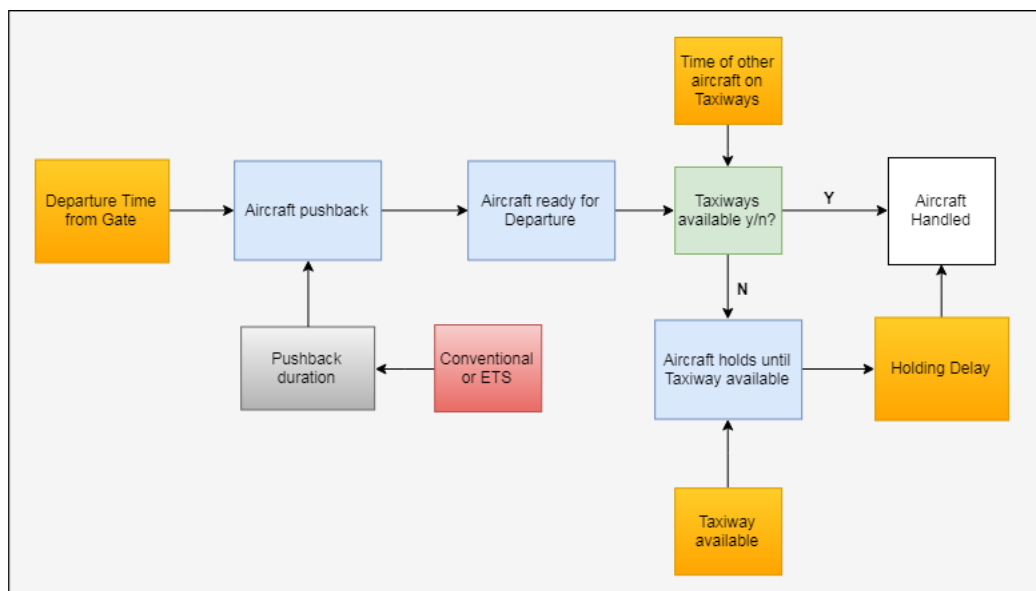 Time of other
aircraft on
Taxiways
Departure Time
from Gate
Aircraft pushback
Aircraft ready for
Departure
Taxiways
available y/n?
Y
Aircraft
Handled
N
Pushback
duration
Conventional
or ETS
Aircraft holds until
Taxiway available
Holding Delay
Taxiway
available